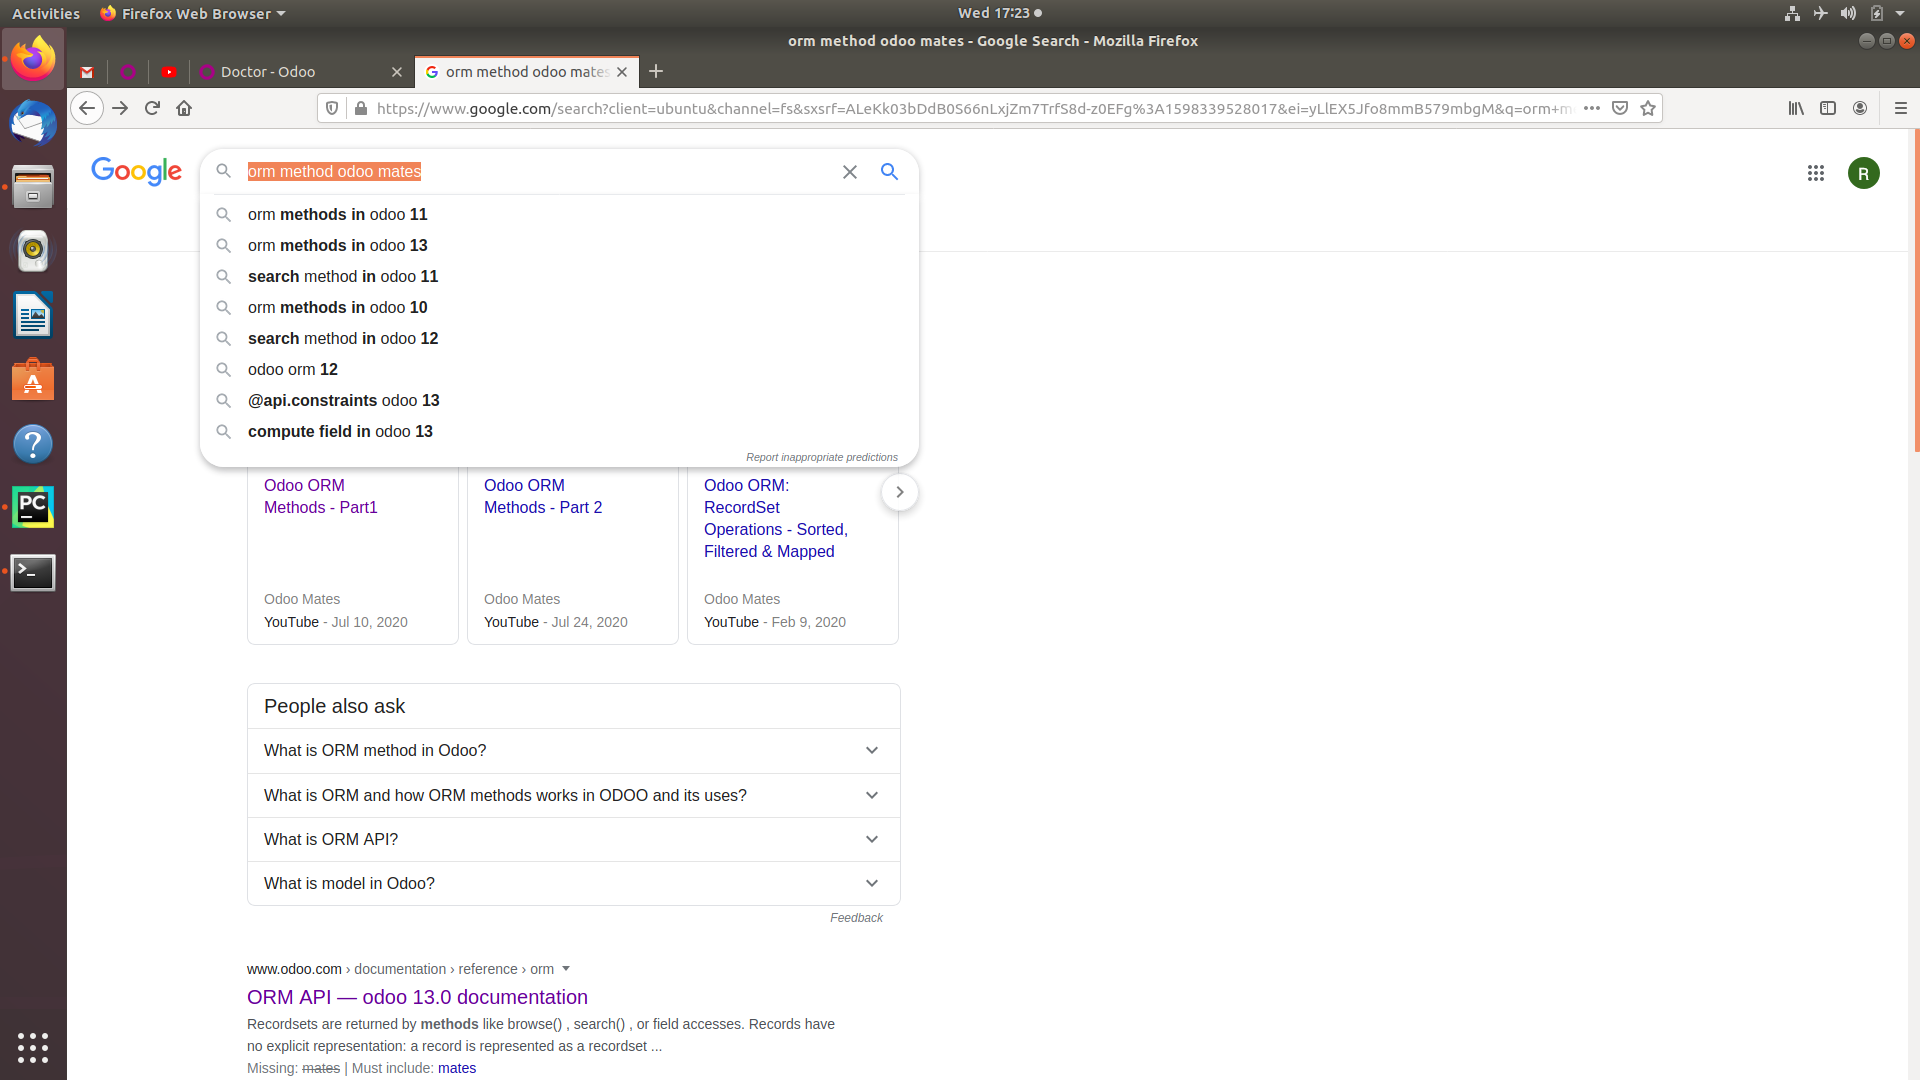 Activities
Firefox Web Browser
Wed 17:23
orm method odoo mates - Google Search - Mozilla Firefox
Doctor - Odoo
orm method odoo mates
https://www.google.com/search?client=ubuntu&channel=fs&sxsrf=ALeKk03bDdB0S66nLxjZm7TrfS8d-z0EFg%3A1598339528017&ei=yLlEX5Jfo8mmB579mbgM&q=orm+m
Google
orm method odoo mates
R
orm methods in odoo 11
orm methods in odoo 13
search method in odoo 11
orm methods in odoo 10
search method in odoo 12
odoo orm 12
@api.constraints odoo 13
compute field in odoo 13
Report inappropriate predictions
Odoo ORM
Methods - Part1
Odoo Mates
YouTube - Jul 10, 2020
Odoo ORM
Methods - Part 2
Odoo Mates
YouTube - Jul 24, 2020
Odoo ORM:
RecordSet
Operations - Sorted,
Filtered & Mapped
Odoo Mates
YouTube - Feb 9, 2020
People also ask
What is ORM method in Odoo?
What is ORM and how ORM methods works in ODOO and its uses?
What is ORM API?
What is model in Odoo?
Feedback
www.odoo.com › documentation › reference › orm
ORM API — odoo 13.0 documentation
Recordsets are returned by methods like browse() , search() , or field accesses. Records have
no explicit representation: a record is represented as a recordset ...
Missing: mates | Must include: mates
PC